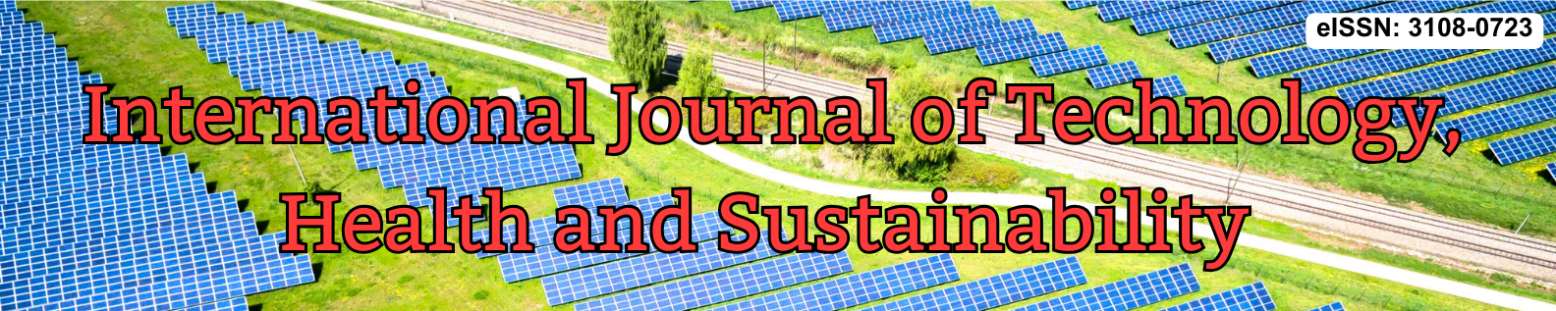 eISSN: 3108-0723
International Journal of Technology,
Health and Sustainability